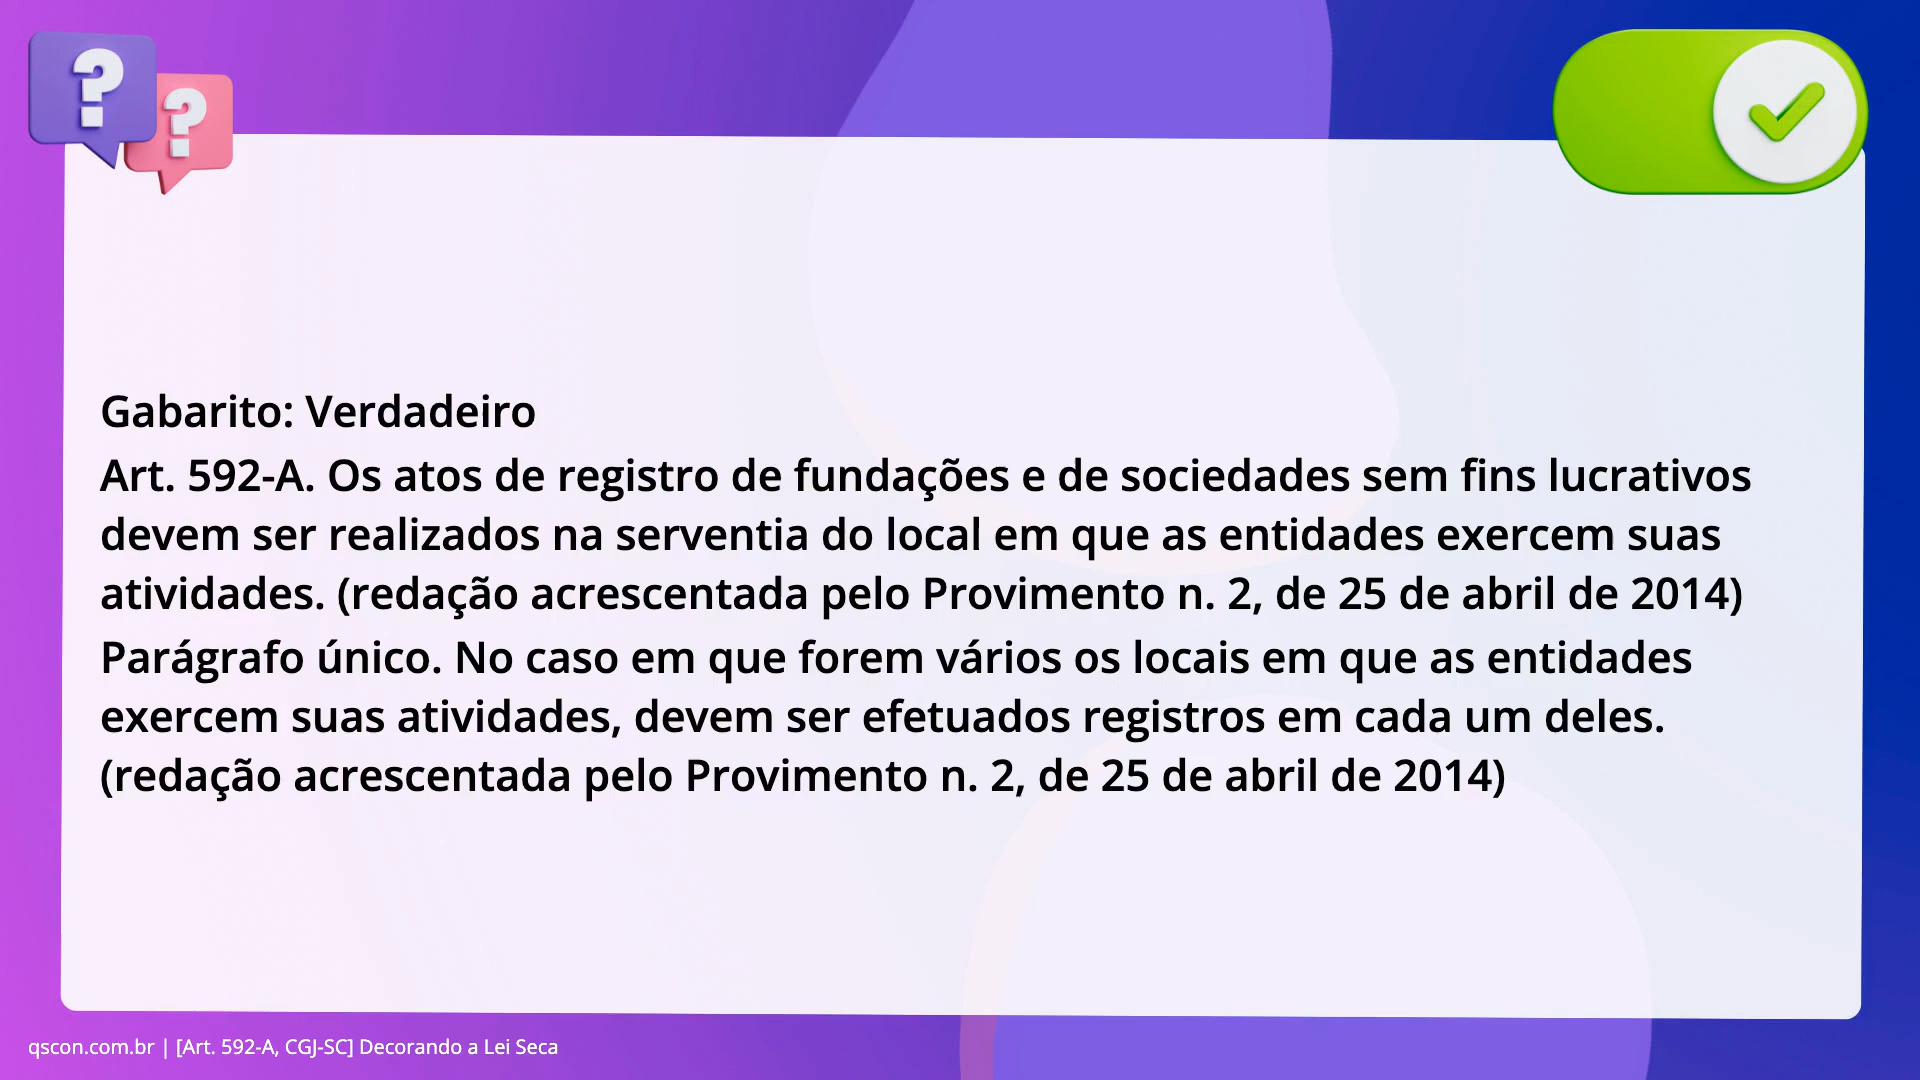 Gabarito: Verdadeiro
Art. 592-A. Os atos de registro de fundações e de sociedades sem fins lucrativos
devem ser realizados na serventia do local em que as entidades exercem suas
atividades. (redação acrescentada pelo Provimento n. 2, de 25 de abril de 2014)
Parágrafo único. No caso em que forem vários os locais em que as entidades
exercem suas atividades, devem ser efetuados registros em cada um deles.
(redação acrescentada pelo Provimento n. 2, de 25 de abril de 2014)
qscon.com.br | [Art. 592-A, CGJ-SC] Decorando a Lei Seca